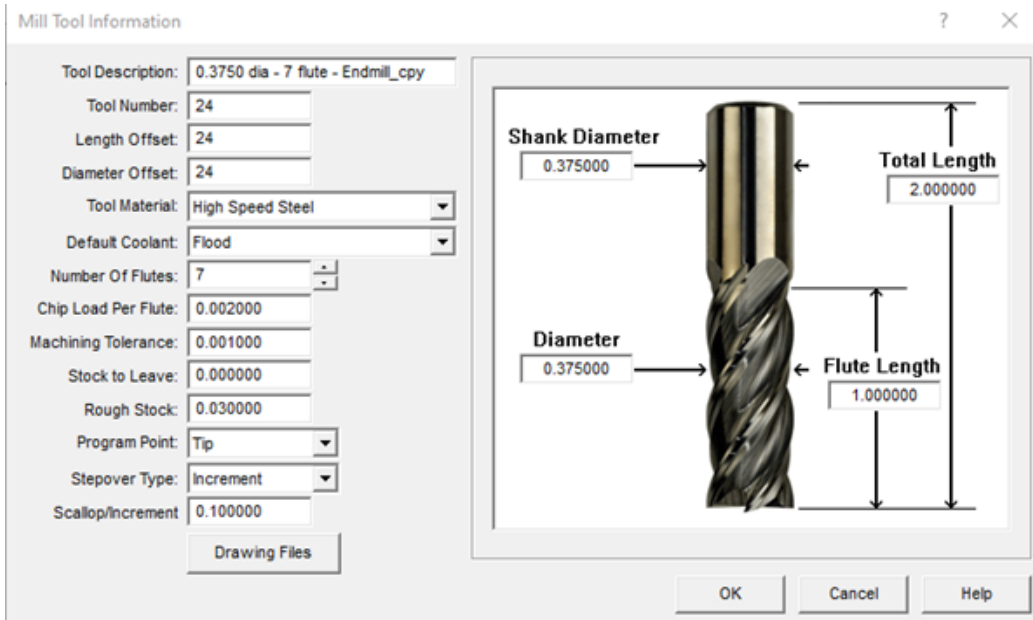 Mill Tool Information ? ×
Tool Description: 0.3750 dia - 7 flute - Endmill_cpy
Tool Number: 24
Length Offset: 24
Diameter Offset: 24
Tool Material: High Speed Steel
Default Coolant: Flood
Number Of Flutes: 7
Chip Load Per Flute: 0.002000
Machining Tolerance: 0.001000
Stock to Leave: 0.000000
Rough Stock: 0.030000
Program Point: Tip
Stepover Type: Increment
Scallop/Increment 0.100000
Drawing Files
Shank Diameter
0.375000
Total Length
2.000000
Diameter
0.375000
Flute Length
1.000000
OK Cancel Help